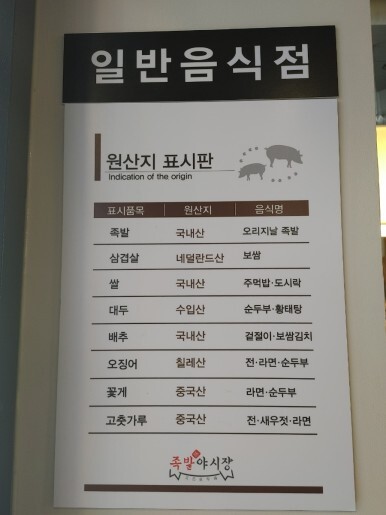 일반음식점
원산지 표시판
Indication of the origin
표시품목 원산지 음식명
족발 국내산 오리지날 족발
삼겹살 네덜란드산 보쌈
쌀 국내산 주먹밥·도시락
대두 수입산 순두부·황태탕
배추 국내산 겉절이·보쌈김치
오징어 칠레산 전·라면·순두부
꽃게 중국산 라면·순두부
고춧가루 중국산 전·새우젓·라면
족발야시장